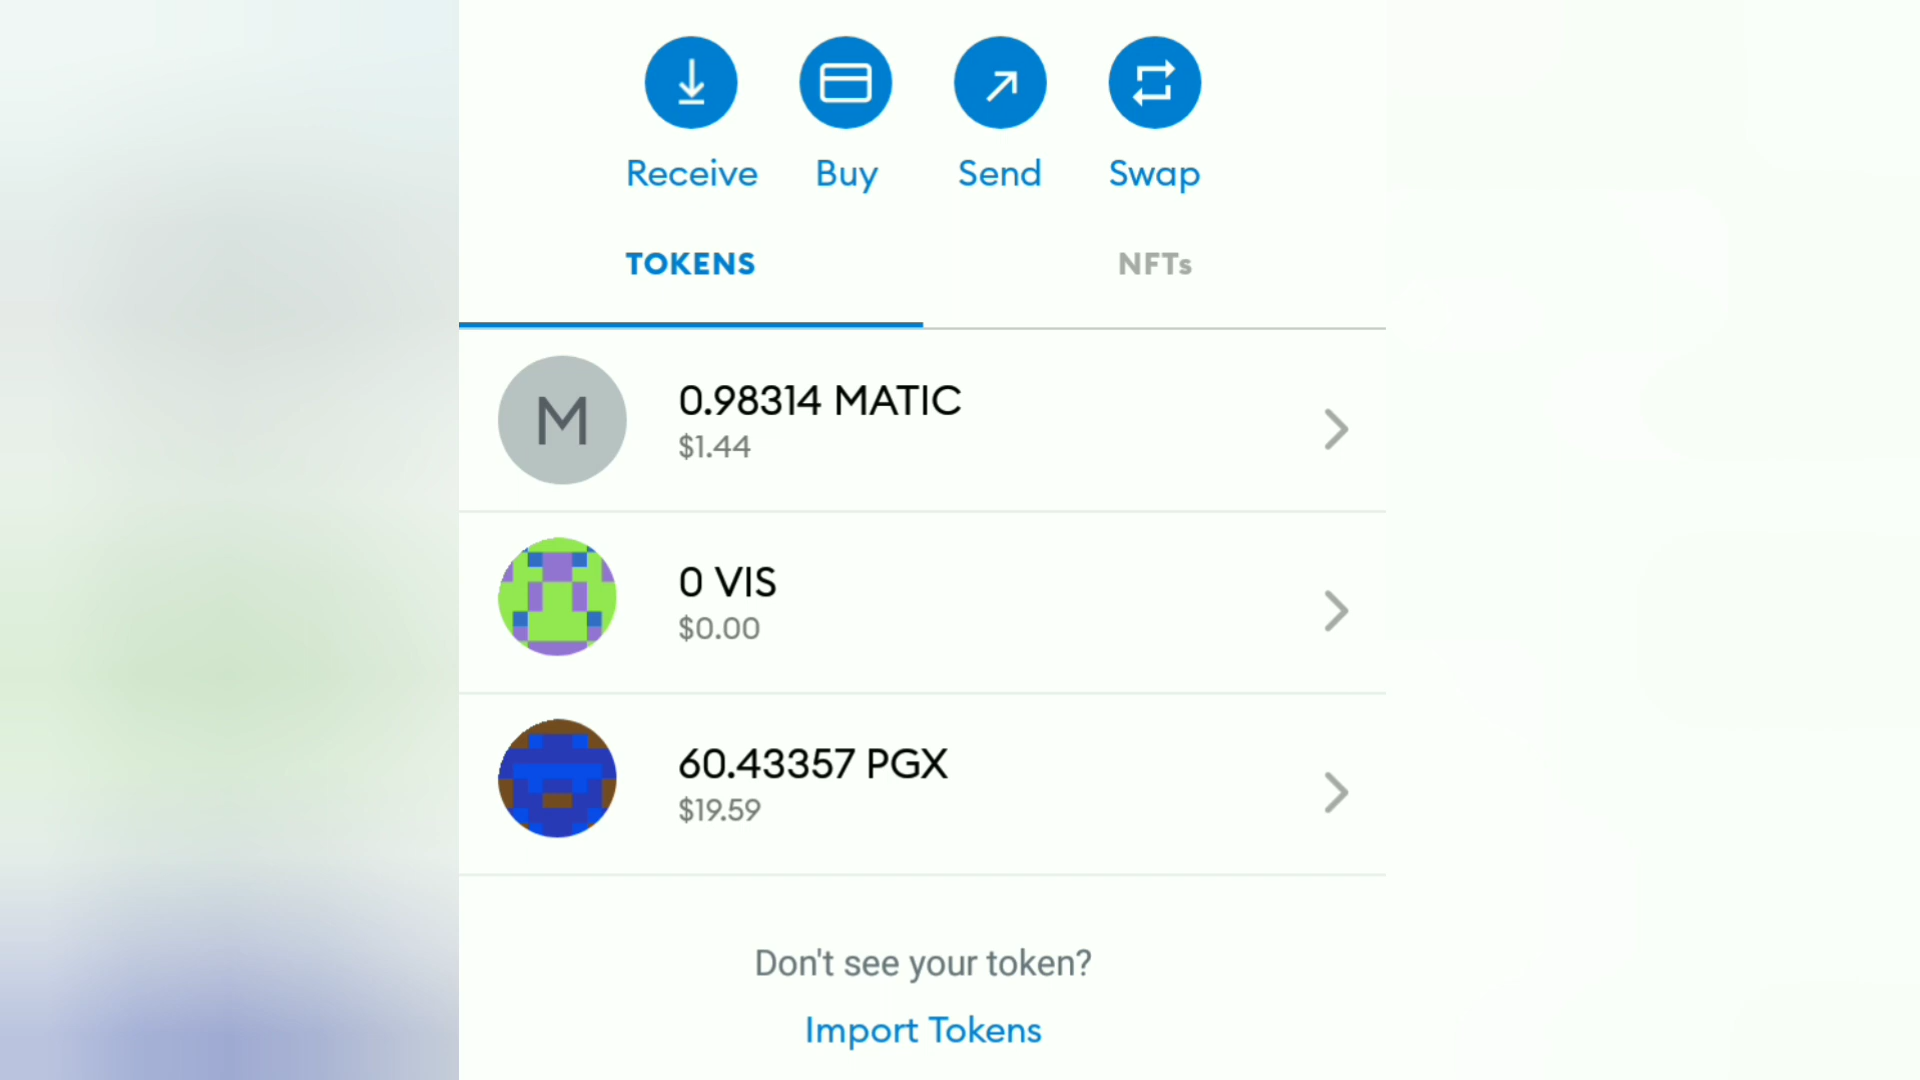 Receive Buy Send Swap
TOKENS NFTs
M
0.98314 MATIC
$1.44
0 VIS
$0.00
60.43357 PGX
$19.59
Don't see your token?
Import Tokens